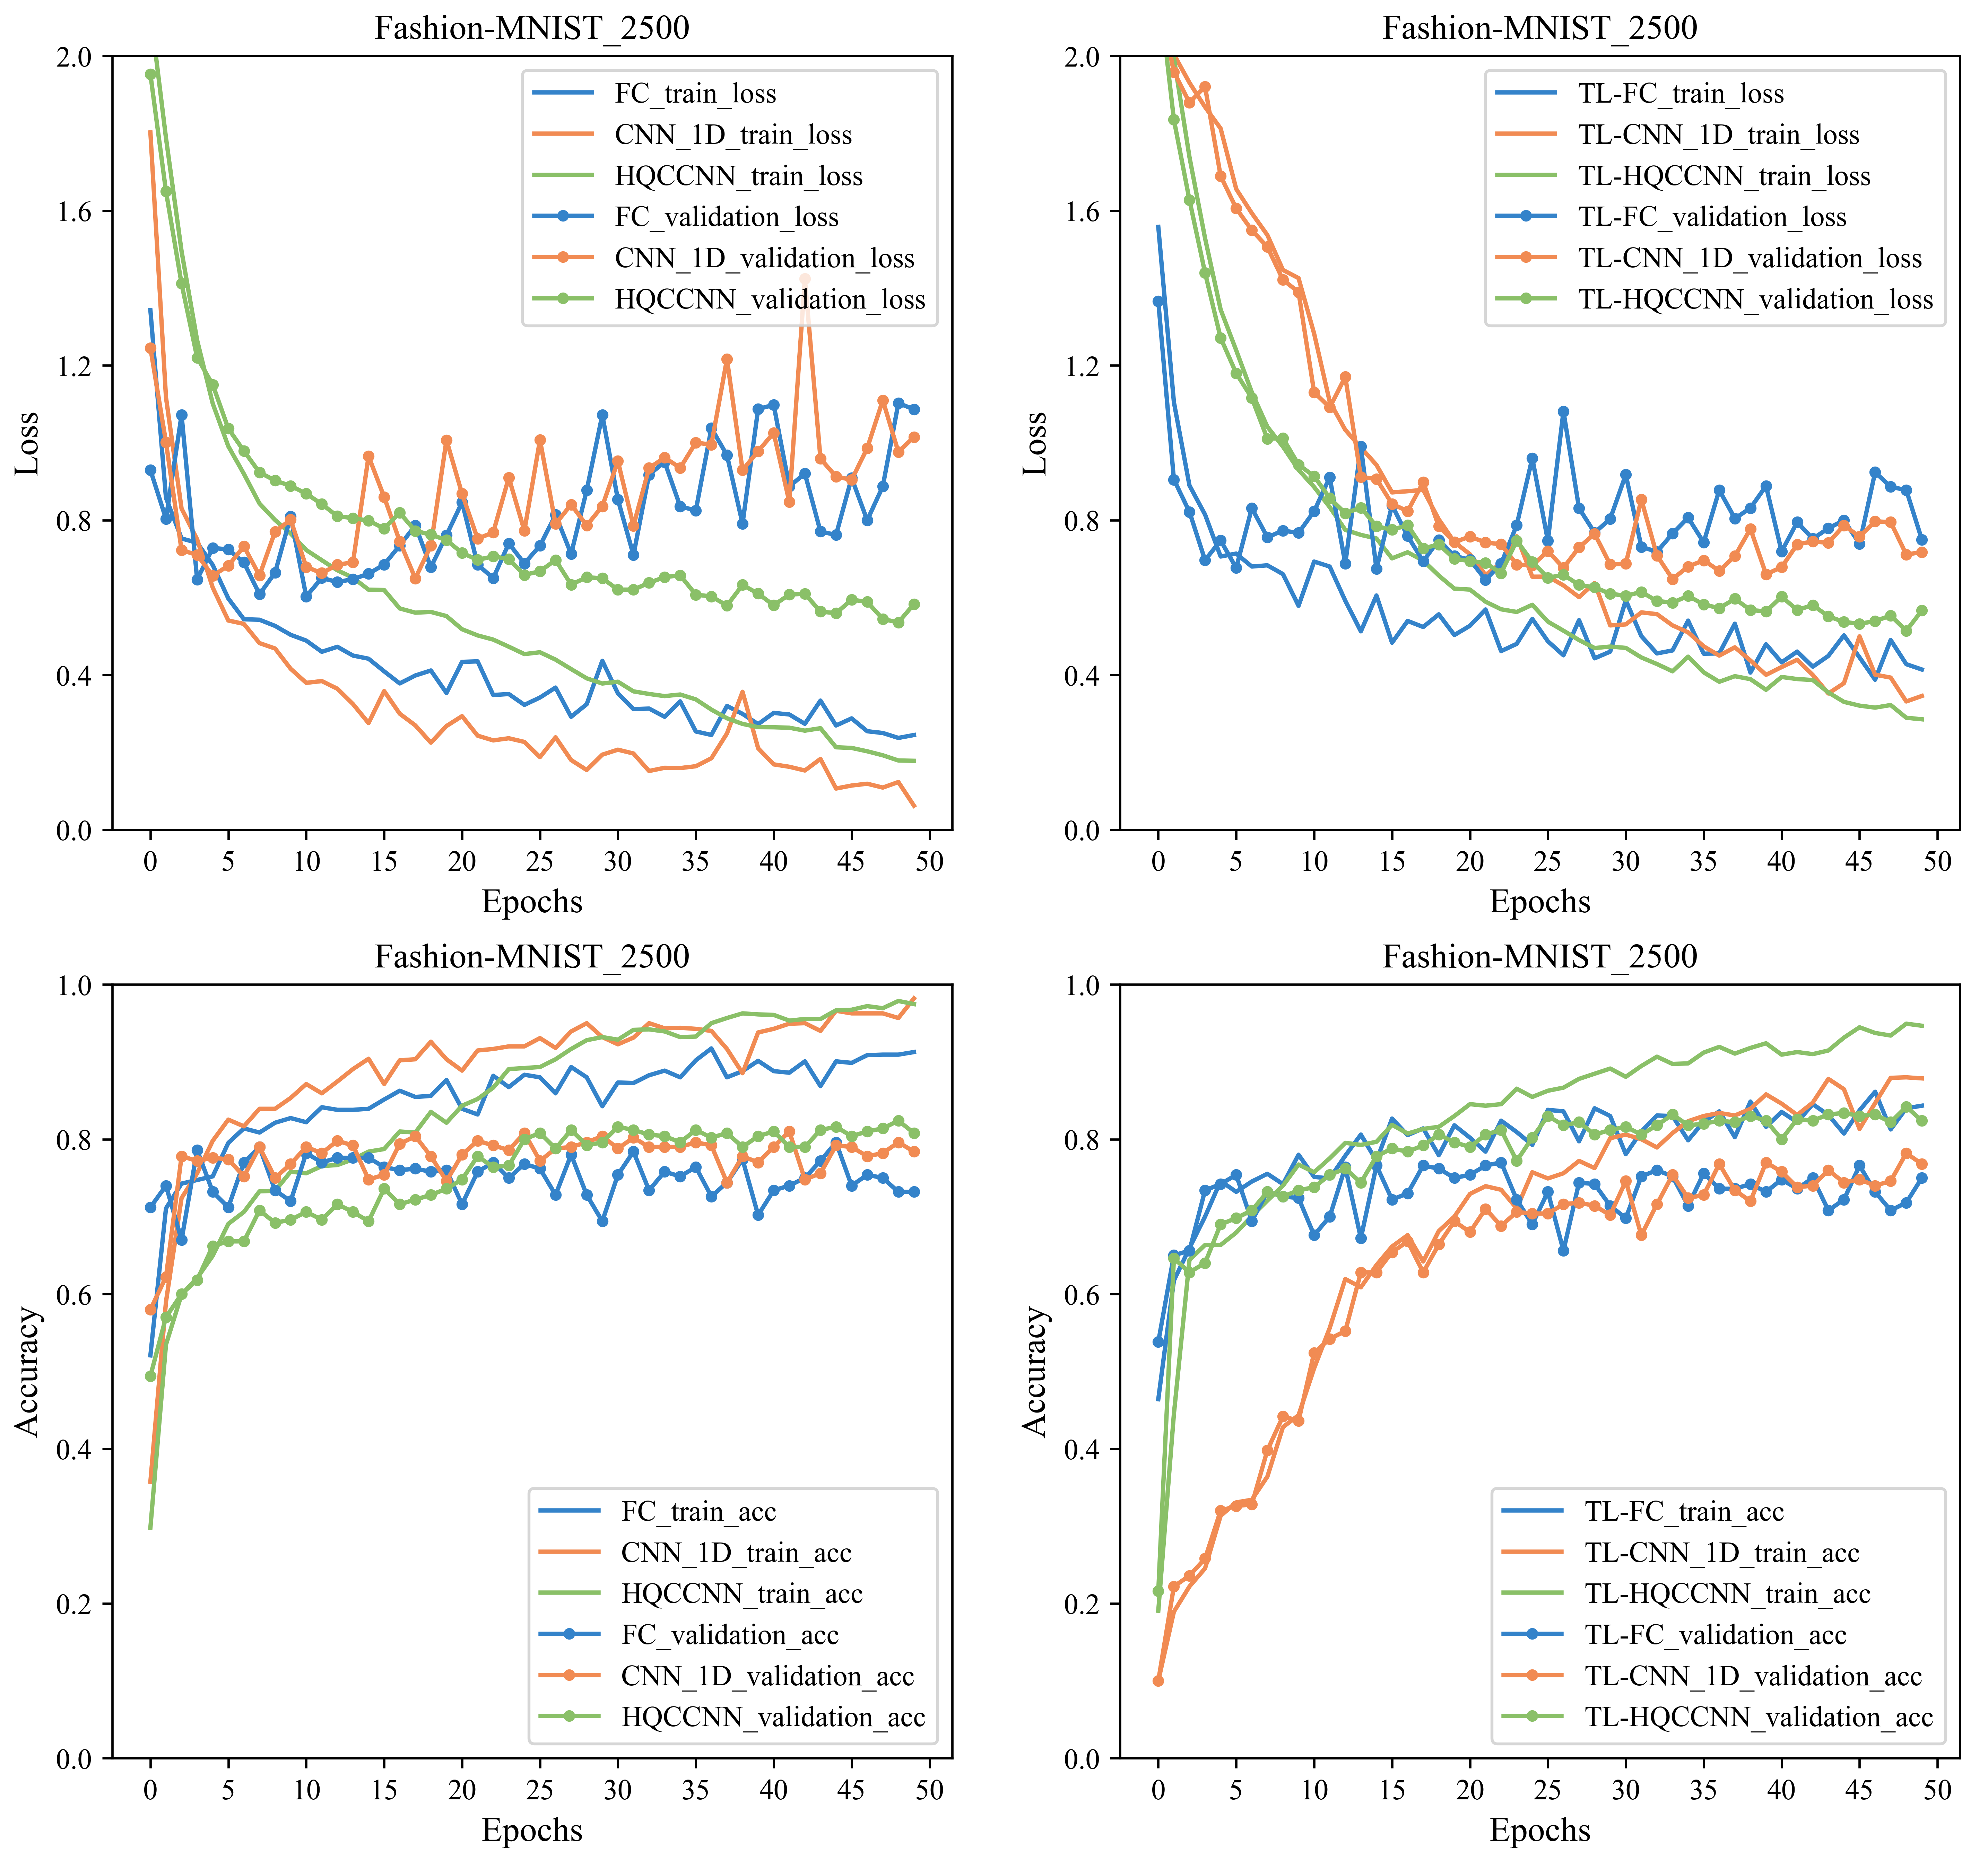 Fashion-MNIST_2500
2.0
1.6
1.2
0.8
0.4
0.0
Loss
FC_train_loss
CNN_1D_train_loss
HQCCNN_train_loss
FC_validation_loss
CNN_1D_validation_loss
HQCCNN_validation_loss
0 5 10 15 20 25 30 35 40 45 50
Epochs
Fashion-MNIST_2500
2.0
1.6
1.2
0.8
0.4
0.0
Loss
TL-FC_train_loss
TL-CNN_1D_train_loss
TL-HQCCNN_train_loss
TL-FC_validation_loss
TL-CNN_1D_validation_loss
TL-HQCCNN_validation_loss
0 5 10 15 20 25 30 35 40 45 50
Epochs
Fashion-MNIST_2500
1.0
0.8
0.6
0.4
0.2
0.0
Accuracy
FC_train_acc
CNN_1D_train_acc
HQCCNN_train_acc
FC_validation_acc
CNN_1D_validation_acc
HQCCNN_validation_acc
0 5 10 15 20 25 30 35 40 45 50
Epochs
Fashion-MNIST_2500
1.0
0.8
0.6
0.4
0.2
0.0
Accuracy
TL-FC_train_acc
TL-CNN_1D_train_acc
TL-HQCCNN_train_acc
TL-FC_validation_acc
TL-CNN_1D_validation_acc
TL-HQCCNN_validation_acc
0 5 10 15 20 25 30 35 40 45 50
Epochs